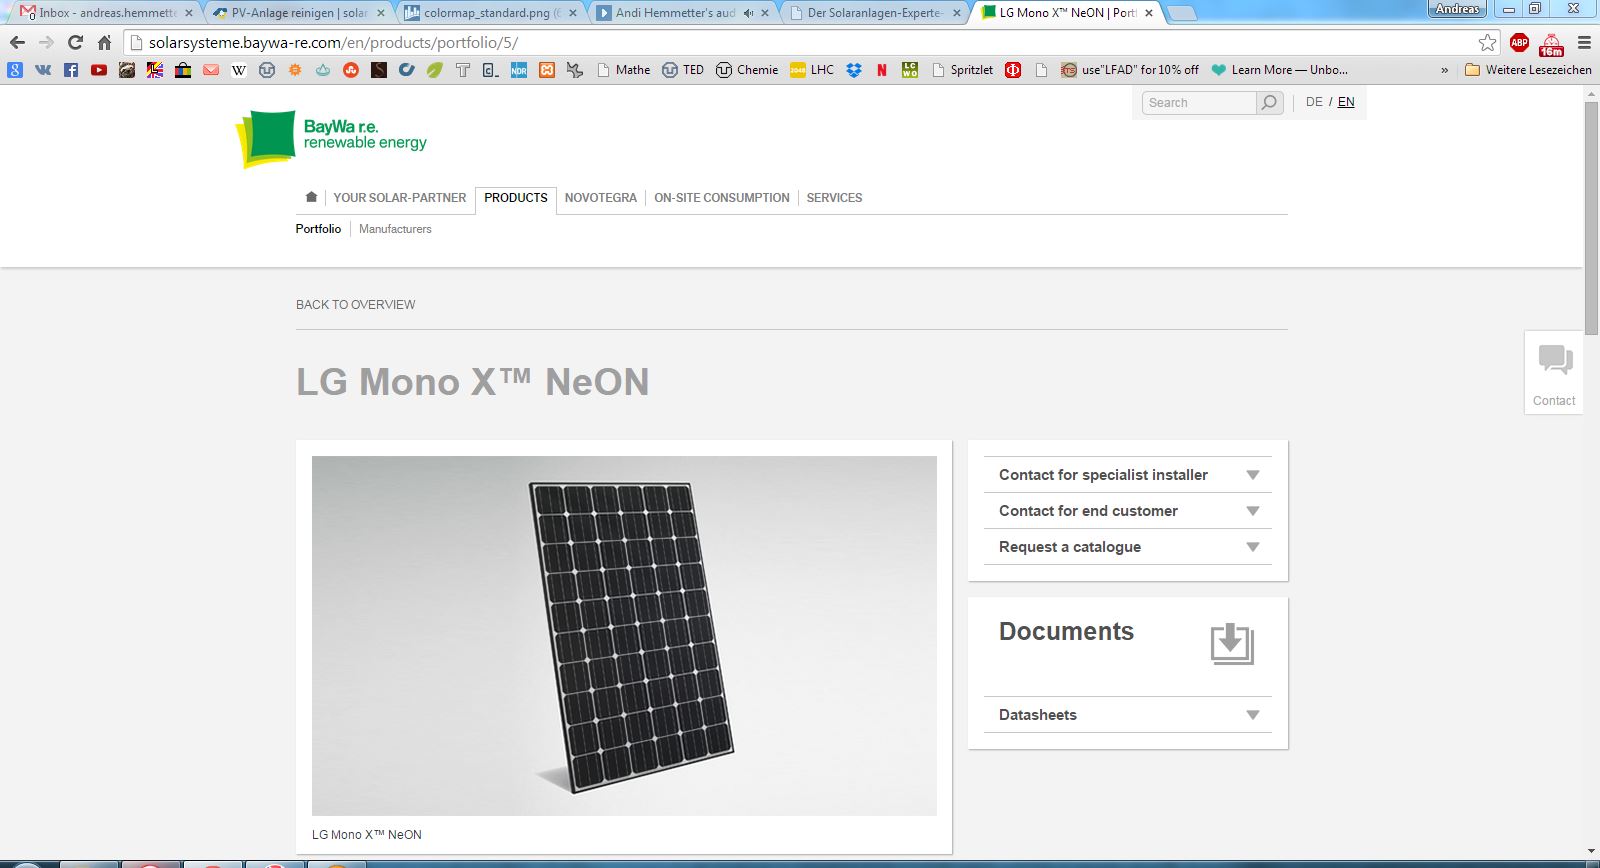 Inbox - andreas.hemmette
PV-Anlage reinigen | solar
colormap_standard.png (6
Andi Hemmetter's aud
Der Solaranlagen-Experte-
LG Mono X™ NeON | Portf
Andreas
solarsysteme.baywa-re.com/en/products/portfolio/5/
ABP
16m
Mathe
TED
Chemie
2048 LHC
Spritzlet
use"LFAD" for 10% off
Learn More — Unbo...
»
Weitere Lesezeichen
Search
DE / EN
BayWa r.e.
renewable energy
YOUR SOLAR-PARTNER
PRODUCTS
NOVOTEGRA
ON-SITE CONSUMPTION
SERVICES
Portfolio
Manufacturers
BACK TO OVERVIEW
LG Mono X™ NeON
Contact
Contact for specialist installer
Contact for end customer
Request a catalogue
Documents
Datasheets
LG Mono X™ NeON